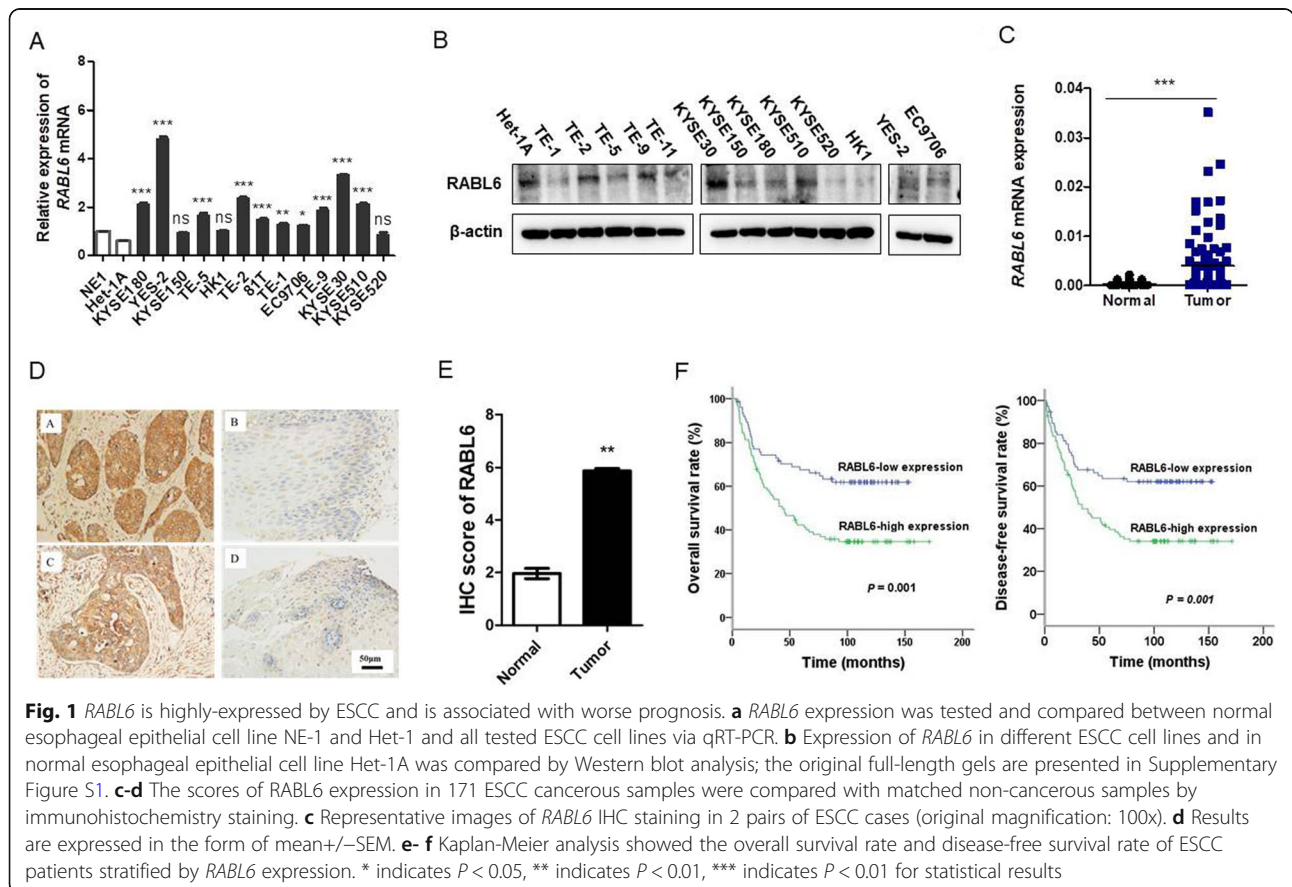 A
Relative expression of
RABL6 mRNA
8
6
4
2
0
***
***
ns
***
ns
***
***
**
*
***
***
***
ns
NE1
Het-1A
KYSE180
YES-2
KYSE150
TE-5
HK1
TE-2
81T
TE-1
EC9706
TE-9
KYSE30
KYSE510
KYSE520
B
Het-1A
TE-1
TE-2
TE-5
TE-9
TE-11
KYSE30
KYSE150
KYSE180
KYSE510
KYSE520
HK1
YES-2
EC9706
RABL6
β-actin
C
RABL6 mRNA expression
0.04
0.03
0.02
0.01
0.00
***
Normal
Tumor
D
A
B
C
D
50μm
E
IHC score of RABL6
8
6
4
2
0
**
Normal
Tumor
F
Overall survival rate (%)
100
80
60
40
20
0
RABL6-low expression
RABL6-high expression
P = 0.001
0 50 100 150 200
Time (months)
Disease-free survival rate (%)
100
80
60
40
20
0
RABL6-low expression
RABL6-high expression
P = 0.001
0 50 100 150 200
Time (months)
Fig. 1 RABL6 is highly-expressed by ESCC and is associated with worse prognosis. a RABL6 expression was tested and compared between normal
esophageal epithelial cell line NE-1 and Het-1 and all tested ESCC cell lines via qRT-PCR. b Expression of RABL6 in different ESCC cell lines and in
normal esophageal epithelial cell line Het-1A was compared by Western blot analysis; the original full-length gels are presented in Supplementary
Figure S1. c-d The scores of RABL6 expression in 171 ESCC cancerous samples were compared with matched non-cancerous samples by
immunohistochemistry staining. c Representative images of RABL6 IHC staining in 2 pairs of ESCC cases (original magnification: 100x). d Results
are expressed in the form of mean+/−SEM. e- f Kaplan-Meier analysis showed the overall survival rate and disease-free survival rate of ESCC
patients stratified by RABL6 expression. * indicates P < 0.05, ** indicates P < 0.01, *** indicates P < 0.01 for statistical results